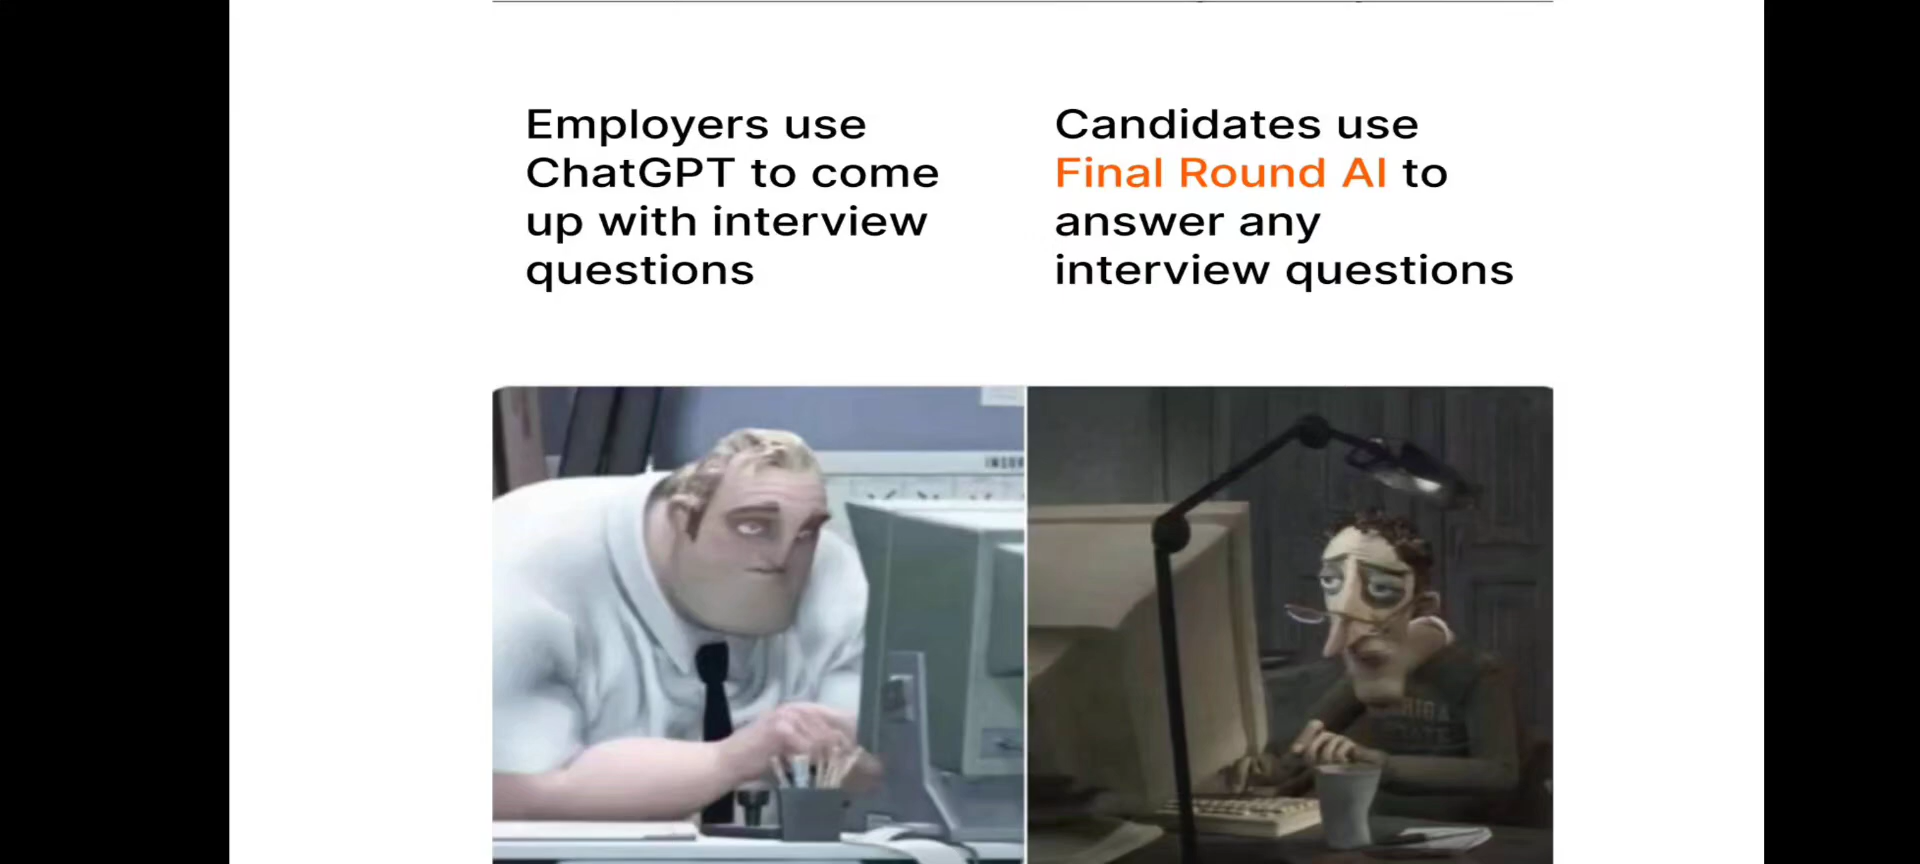 Employers use
ChatGPT to come
up with interview
questions
Candidates use
Final Round AI to
answer any
interview questions